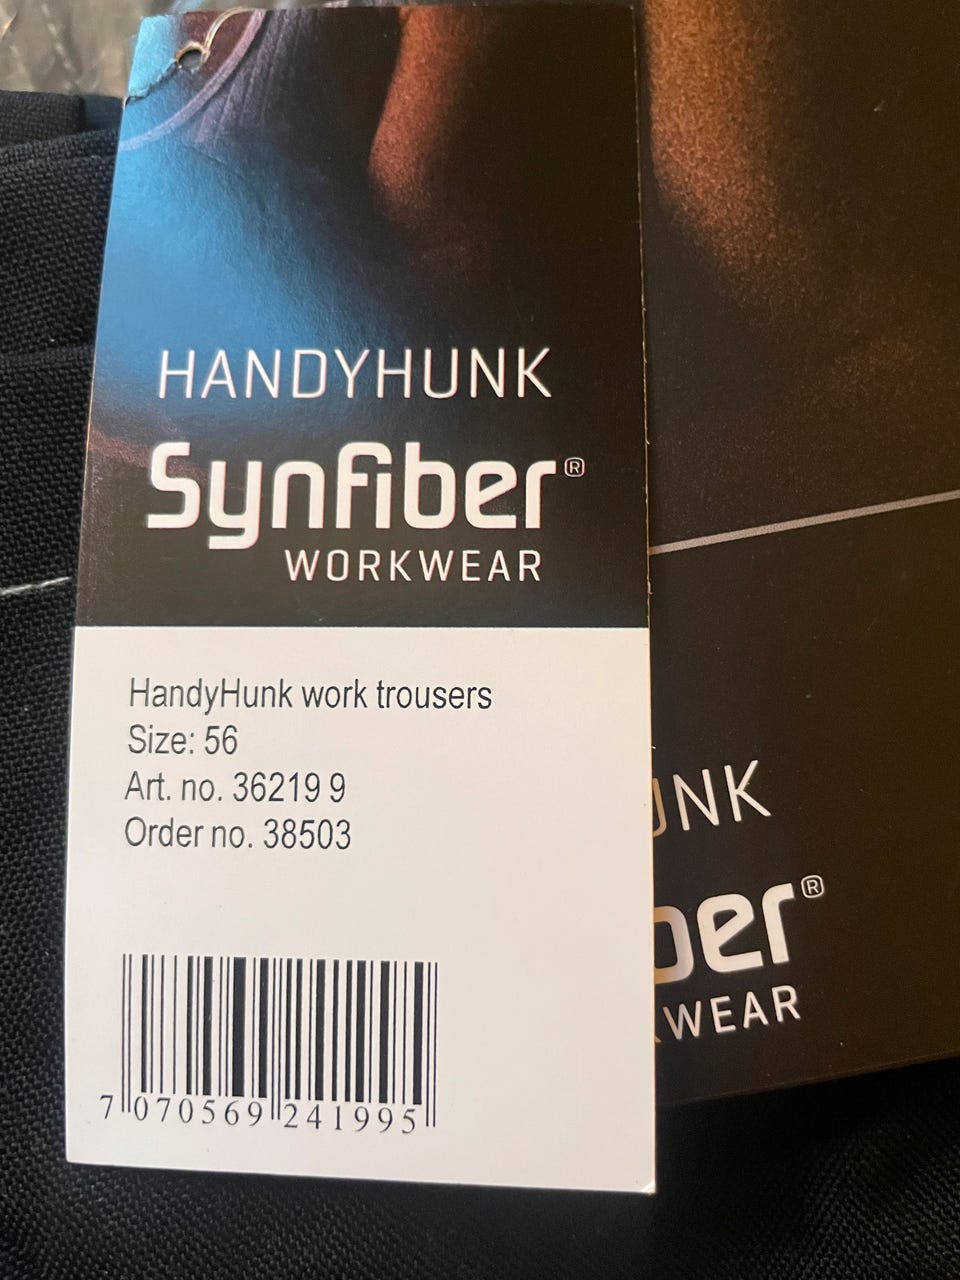 HANDYHUNK
Synfiber®
WORKWEAR
HandyHunk work trousers
Size: 56
Art. no. 36219 9
Order no. 38503
7 070569 241995
UNK
ber®
WEAR